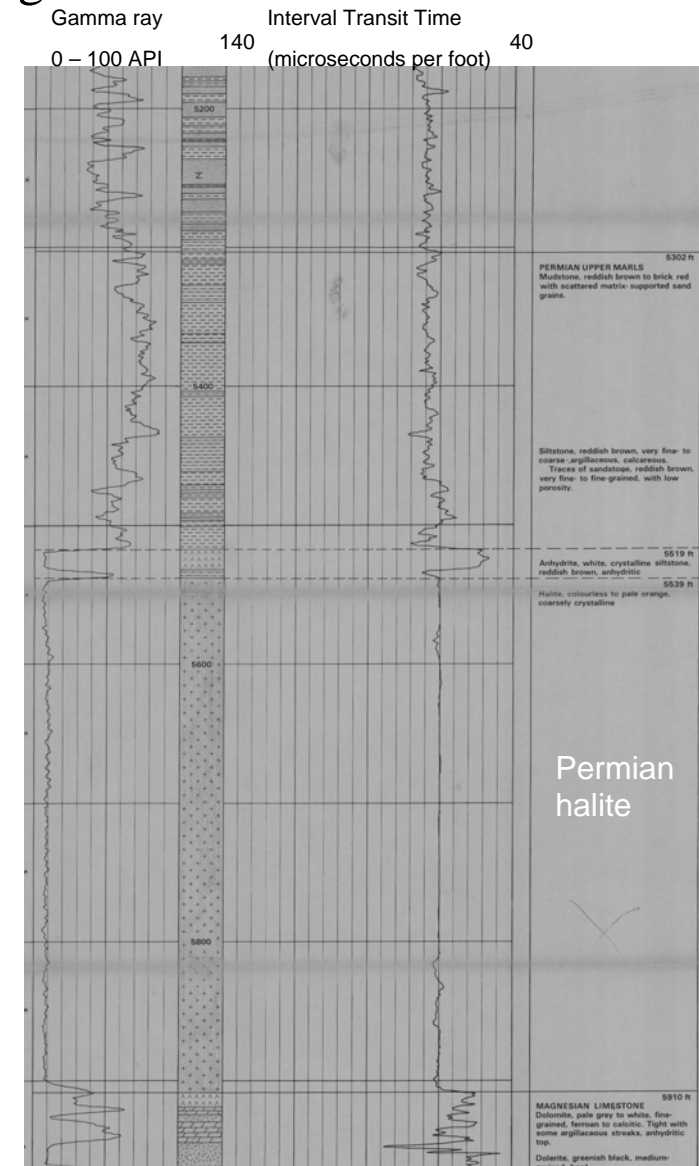 Gamma ray
Interval Transit Time
0 – 100 API
140
(microseconds per foot)
40
5200
Z
5302 ft
PERMIAN UPPER MARLS
Mudstone, reddish brown to brick red
with scattered matrix-supported sand
grains.
5400
Siltstone, reddish brown, very fine- to
coarse-, argillaceous, calcareous.
Traces of sandstone, reddish brown,
very fine- to fine-grained, with low
porosity.
5519 ft
Anhydrite, white, crystalline siltstone,
reddish brown, anhydritic
5539 ft
Halite, colourless to pale orange,
coarsely crystalline
5600
Permian
halite
5800
5910 ft
MAGNESIAN LIMESTONE
Dolomite, pale grey to white, fine-
grained, ferroan to calcitic. Tight with
some argillaceous streaks, anhydritic
top.
Dolerite, greenish black, medium-